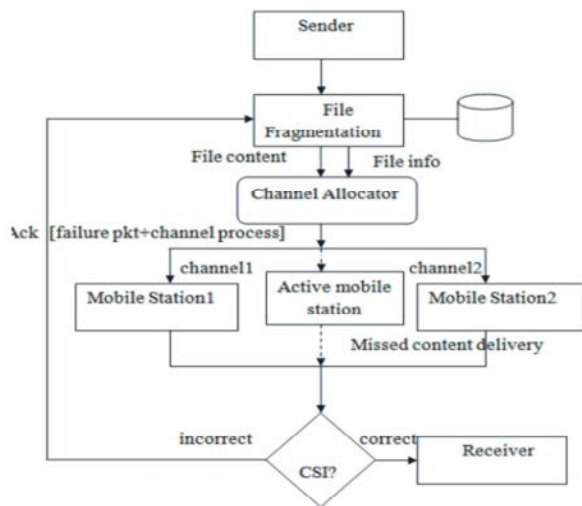 Sender
File
Fragmentation
File content
File info
Channel Allocator
Ack [failure pkt+channel process]
channel1
channel2
Mobile Station1
Active mobile
station
Mobile Station2
Missed content delivery
incorrect
correct
CSI?
Receiver